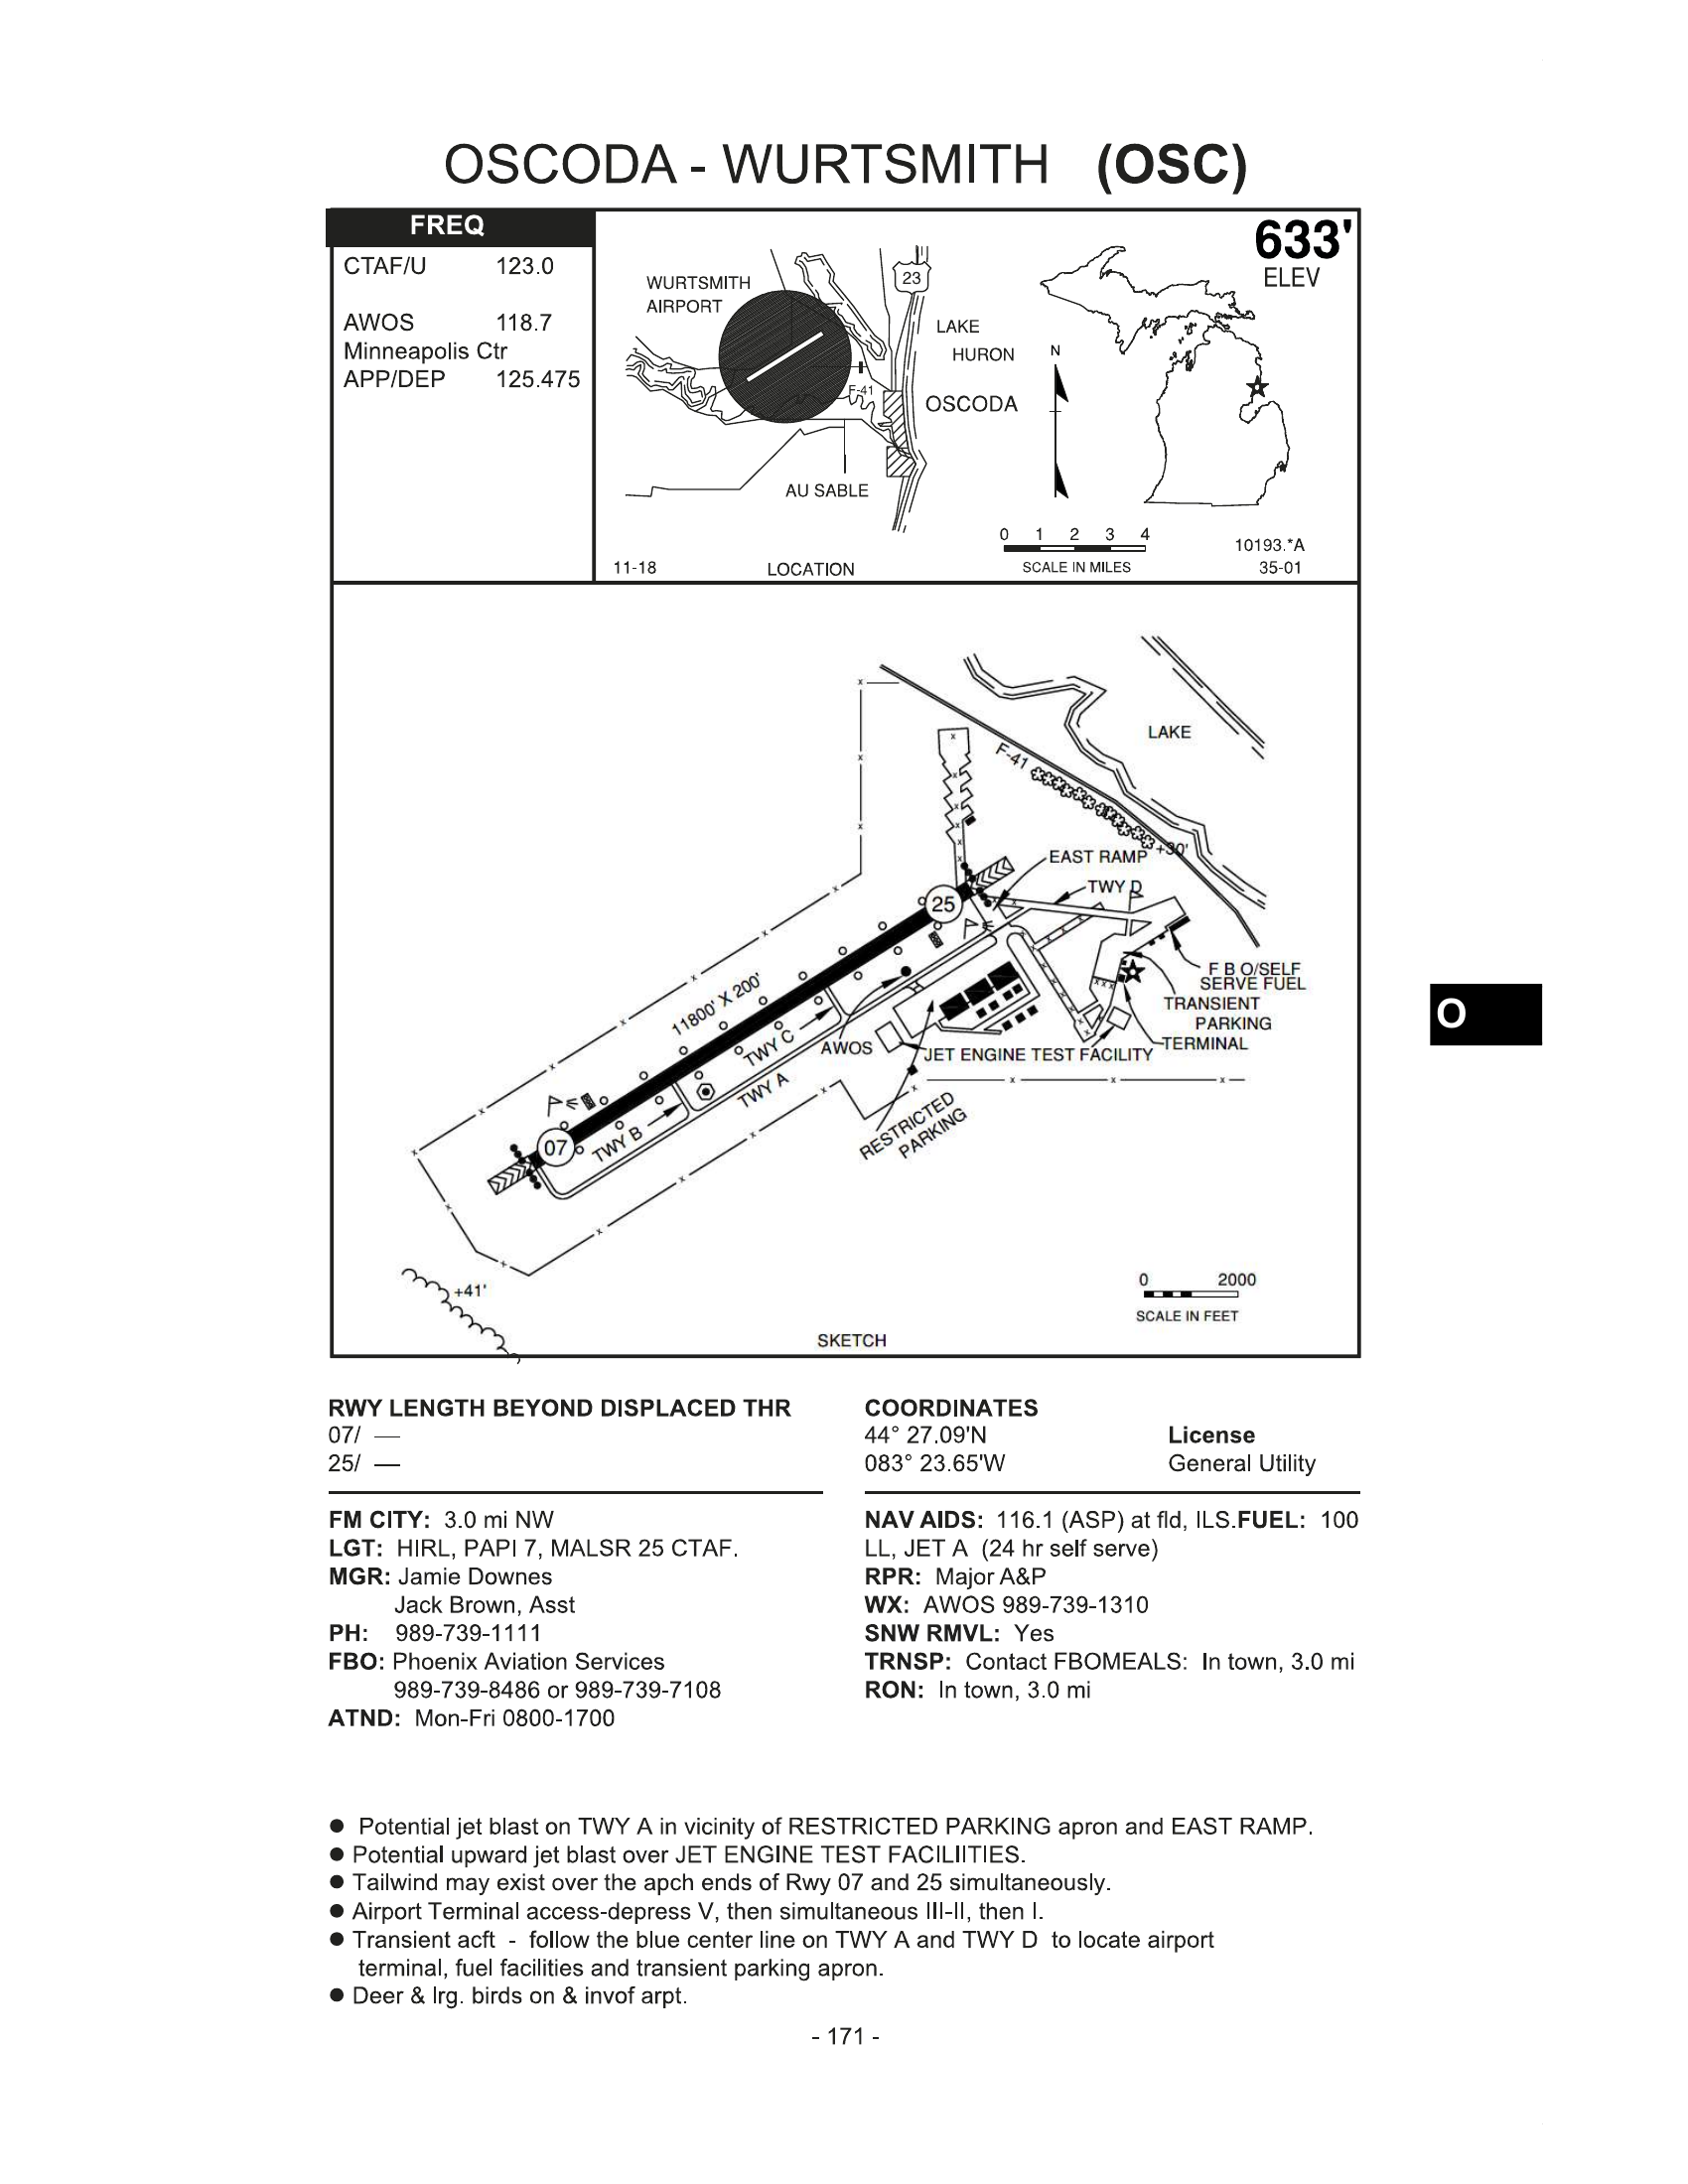 OSCODA - WURTSMITH (OSC)
FREQ
CTAF/U 123.0
AWOS 118.7
Minneapolis Ctr
APP/DEP 125.475
WURTSMITH
AIRPORT
23
LAKE
HURON
F-41
OSCODA
AU SABLE
N
633'
ELEV
0 1 2 3 4
SCALE IN MILES
10193.*A
35-01
11-18
LOCATION
LAKE
F-41
+30'
EAST RAMP
TWY D
25
11800' X 200'
F B O/SELF
SERVE FUEL
TRANSIENT
PARKING
TERMINAL
AWOS
JET ENGINE TEST FACILITY
TWY C
TWY A
TWY B
07
RESTRICTED
PARKING
+41'
0 2000
SCALE IN FEET
SKETCH
O
RWY LENGTH BEYOND DISPLACED THR
07/ —
25/ —
COORDINATES
44° 27.09'N
083° 23.65'W
License
General Utility
FM CITY: 3.0 mi NW
LGT: HIRL, PAPI 7, MALSR 25 CTAF.
MGR: Jamie Downes
Jack Brown, Asst
PH: 989-739-1111
FBO: Phoenix Aviation Services
989-739-8486 or 989-739-7108
ATND: Mon-Fri 0800-1700
NAV AIDS: 116.1 (ASP) at fld, ILS.FUEL: 100
LL, JET A (24 hr self serve)
RPR: Major A&P
WX: AWOS 989-739-1310
SNW RMVL: Yes
TRNSP: Contact FBOMEALS: In town, 3.0 mi
RON: In town, 3.0 mi
● Potential jet blast on TWY A in vicinity of RESTRICTED PARKING apron and EAST RAMP.
● Potential upward jet blast over JET ENGINE TEST FACILIITIES.
● Tailwind may exist over the apch ends of Rwy 07 and 25 simultaneously.
● Airport Terminal access-depress V, then simultaneous III-II, then I.
● Transient acft - follow the blue center line on TWY A and TWY D to locate airport
terminal, fuel facilities and transient parking apron.
● Deer & lrg. birds on & invof arpt.
- 171 -